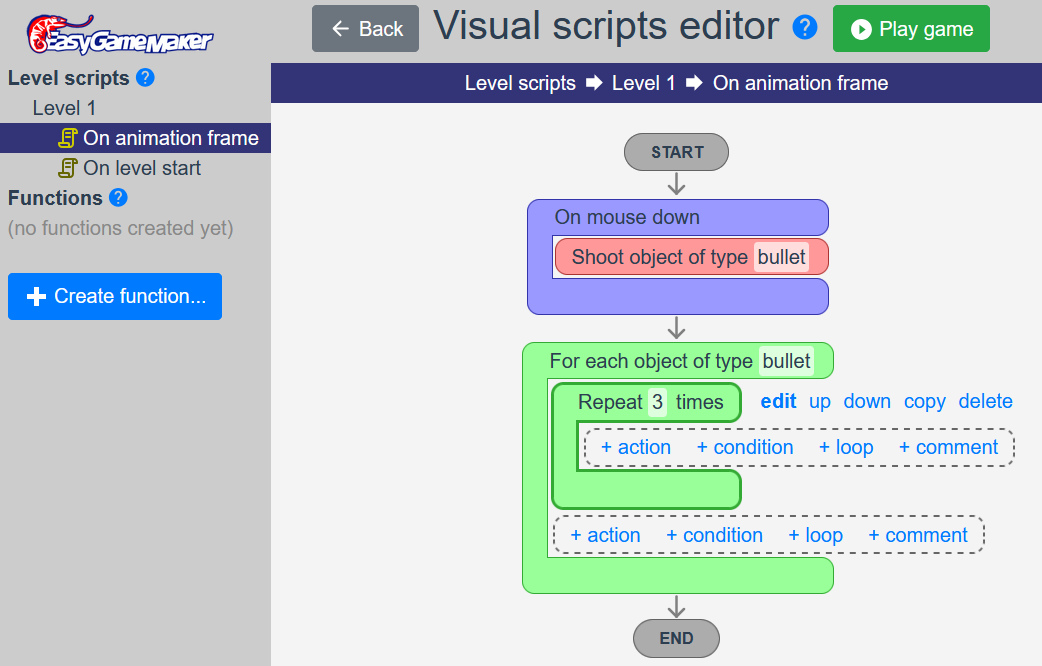 EasyGameMaker
Back
Visual scripts editor ?
Play game
Level scripts ?
Level 1
On animation frame
On level start
Functions ?
(no functions created yet)
Create function...
Level scripts Level 1 On animation frame
START
On mouse down
Shoot object of type bullet
For each object of type bullet
Repeat 3 times edit up down copy delete
+ action + condition + loop + comment
+ action + condition + loop + comment
END